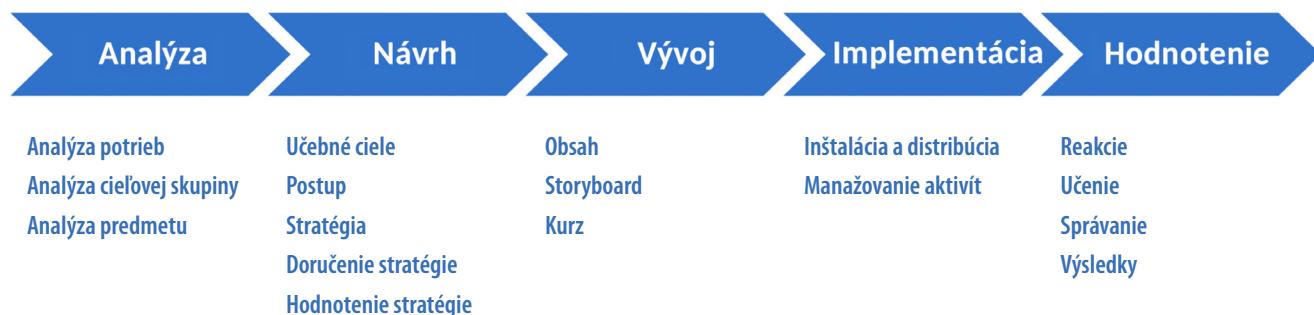 Analýza
Návrh
Vývoj
Implementácia
Hodnotenie
Analýza potrieb
Analýza cieľovej skupiny
Analýza predmetu
Učebné ciele
Postup
Stratégia
Doručenie stratégie
Hodnotenie stratégie
Obsah
Storyboard
Kurz
Inštalácia a distribúcia
Manažovanie aktivít
Reakcie
Učenie
Správanie
Výsledky